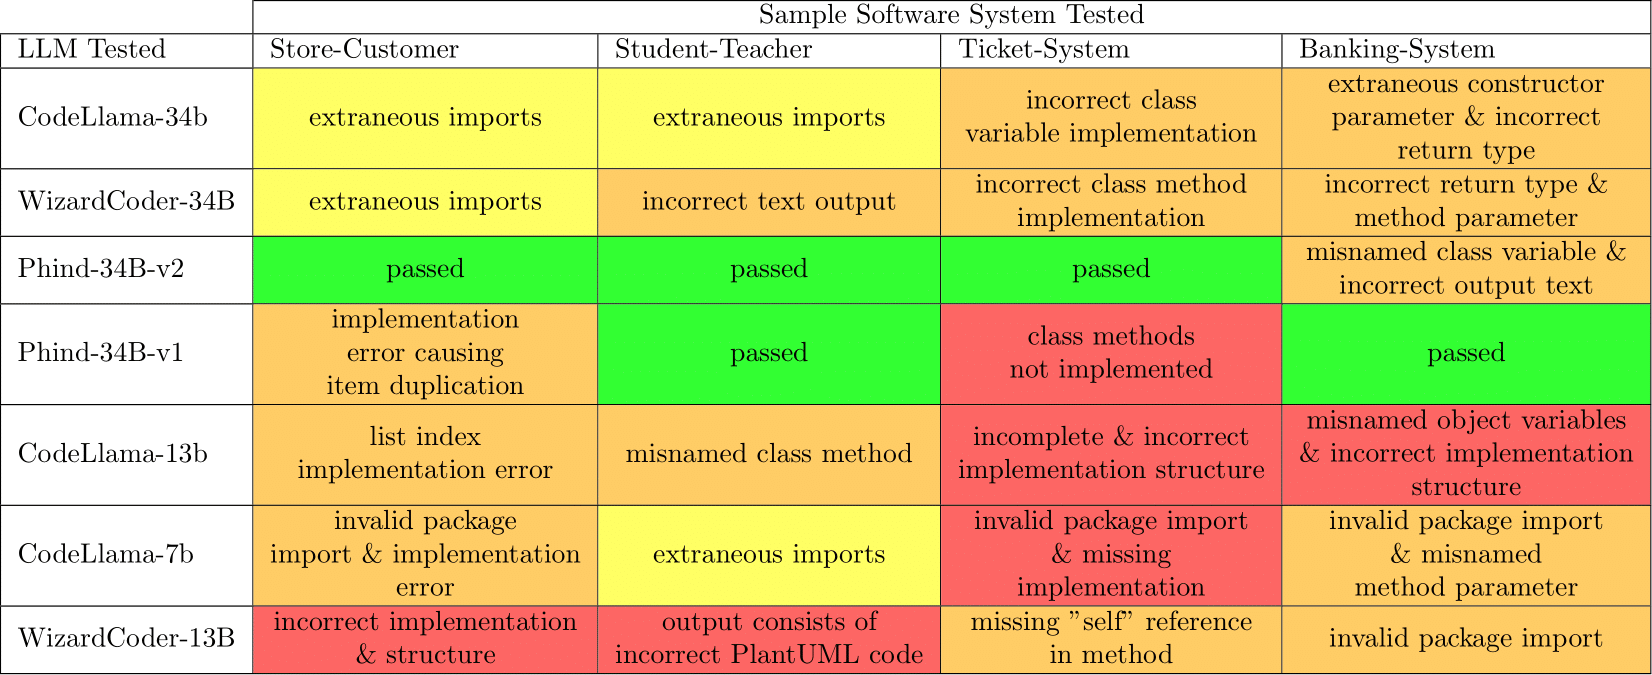 Sample Software System Tested
LLM Tested Store-Customer Student-Teacher Ticket-System Banking-System
CodeLlama-34b
extraneous imports
extraneous imports
incorrect class
variable implementation
extraneous constructor
parameter & incorrect
return type
WizardCoder-34B
extraneous imports
incorrect text output
incorrect class method
implementation
incorrect return type &
method parameter
Phind-34B-v2
passed
passed
passed
misnamed class variable &
incorrect output text
Phind-34B-v1
implementation
error causing
item duplication
passed
class methods
not implemented
passed
CodeLlama-13b
list index
implementation error
misnamed class method
incomplete & incorrect
implementation structure
misnamed object variables
& incorrect implementation
structure
CodeLlama-7b
invalid package
import & implementation
error
extraneous imports
invalid package import
& missing
implementation
invalid package import
& misnamed
method parameter
WizardCoder-13B
incorrect implementation
& structure
output consists of
incorrect PlantUML code
missing ”self” reference
in method
invalid package import